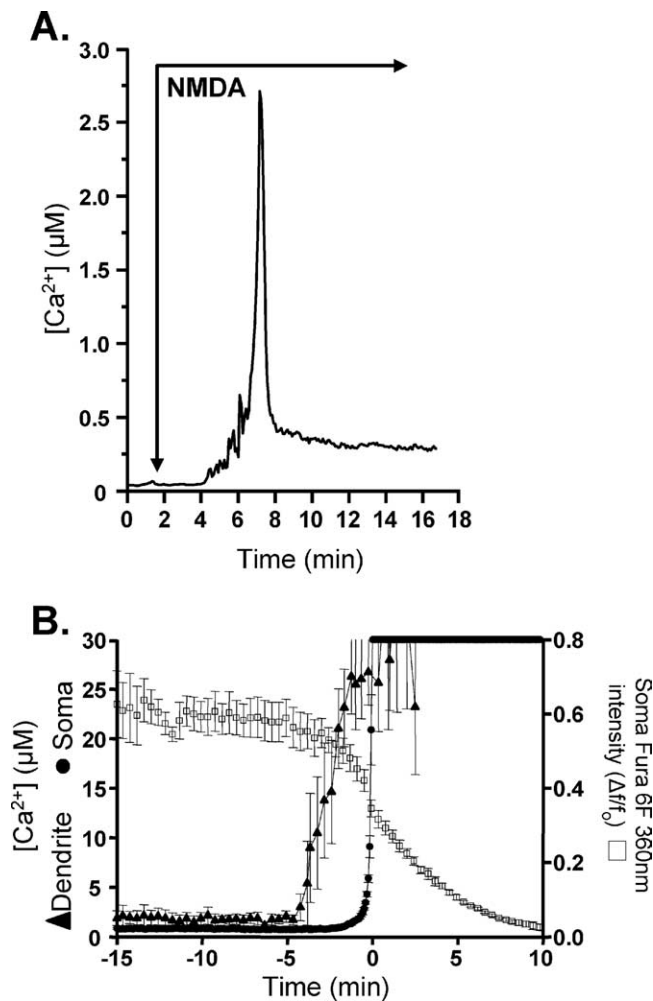 A.
3.0
NMDA
2.5
2.0
1.5
1.0
0.5
0
[Ca²⁺] (µM)
0 2 4 6 8 10 12 14 16 18
Time (min)
B.
30
25
20
15
10
5
0
▲Dendrite ● Soma
[Ca²⁺] (µM)
0.8
0.6
0.4
0.2
0.0
Soma Fura 6F 360nm
intensity (Δf/f₀) □
-15 -10 -5 0 5 10
Time (min)